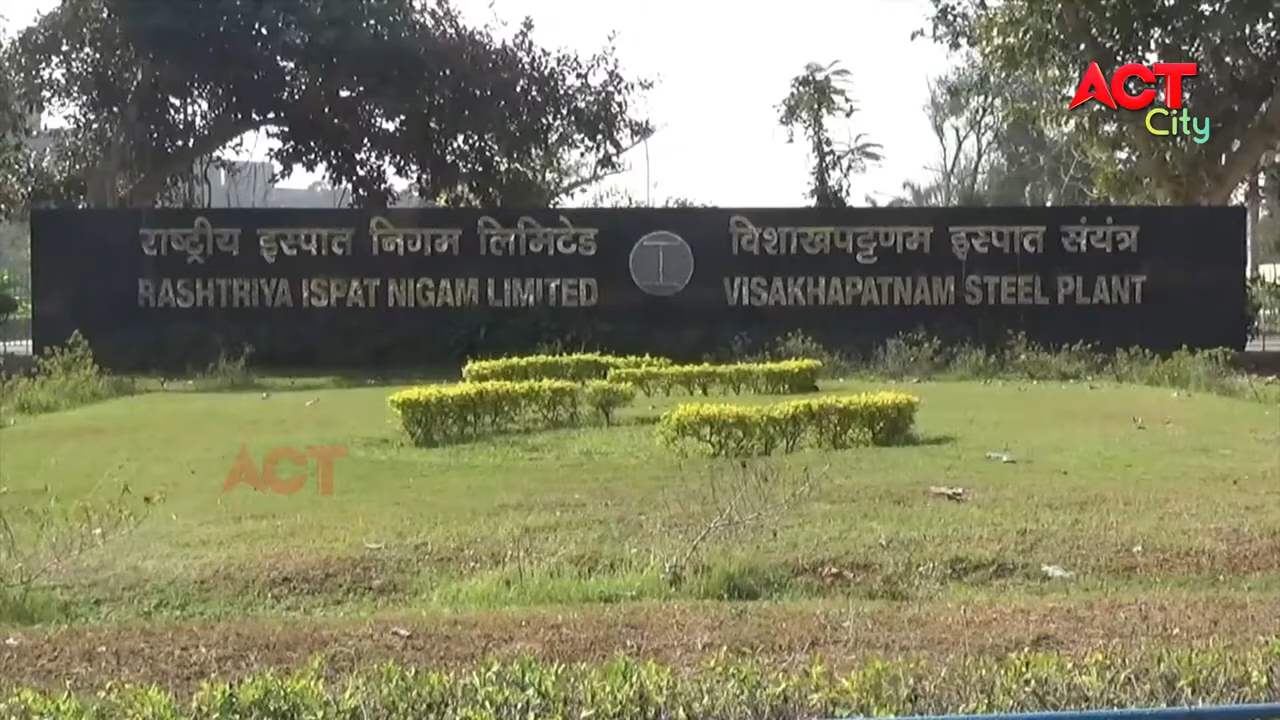 ACT
City
राष्ट्रीय इस्पात निगम लिमिटेड
RASHTRIYA ISPAT NIGAM LIMITED
विशाखपट्टणम इस्पात संयंत्र
VISAKHAPATNAM STEEL PLANT
ACT